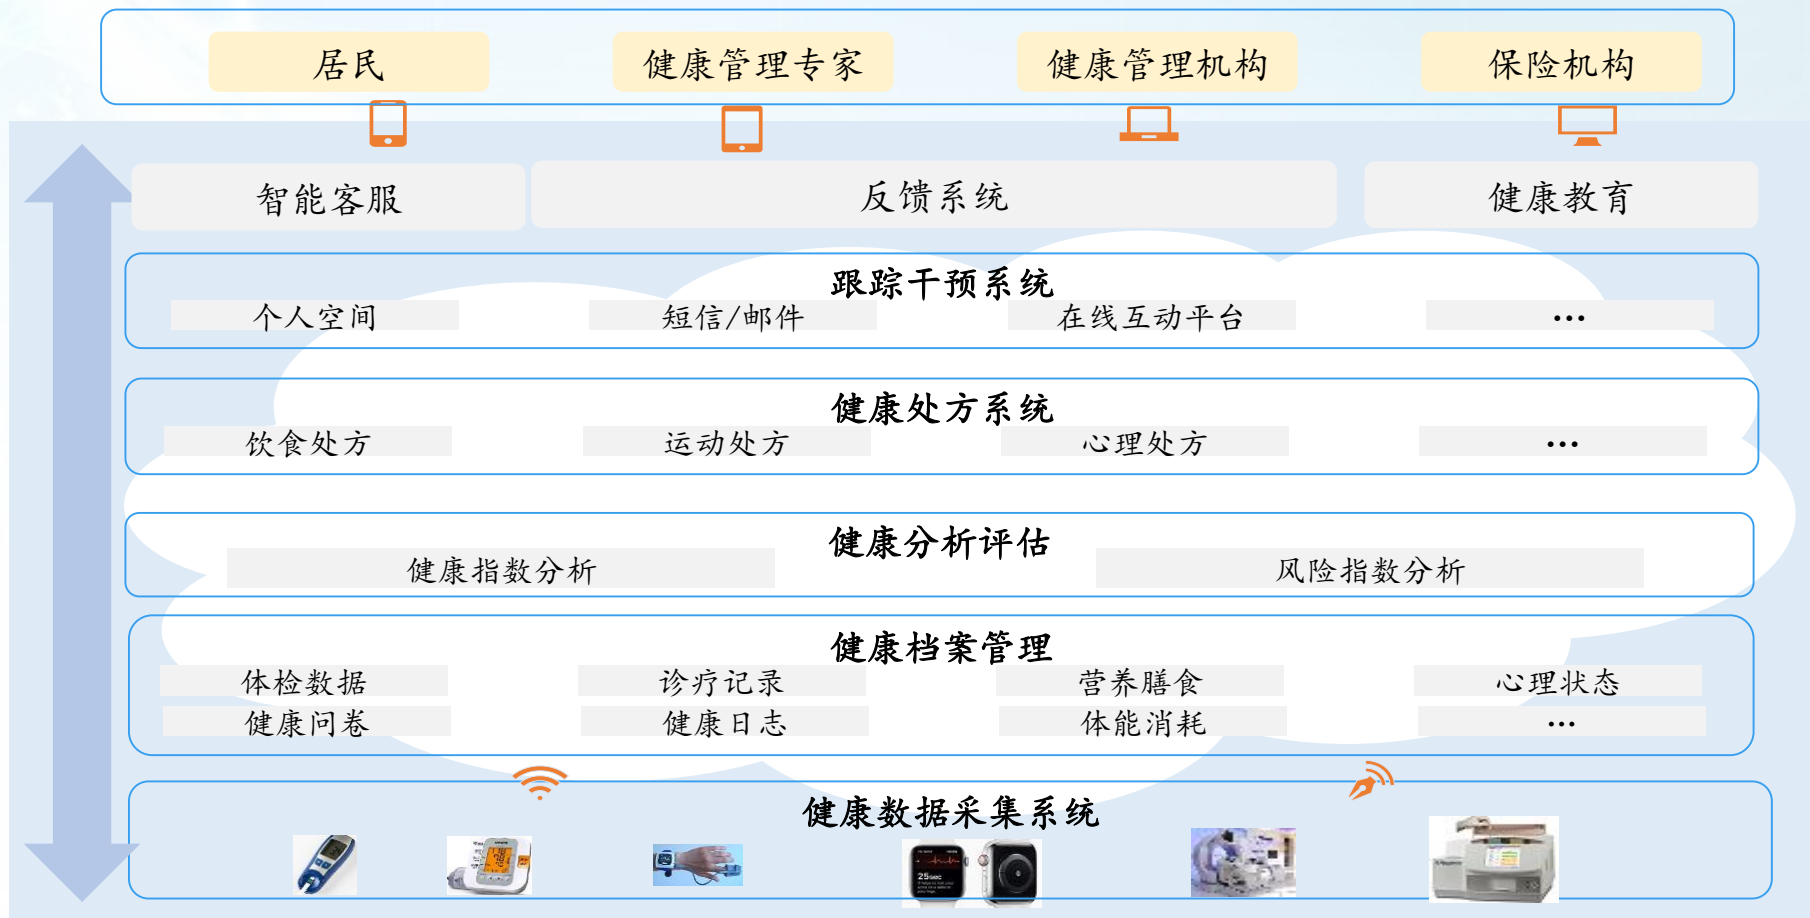 居民 健康管理专家 健康管理机构 保险机构
智能客服 反馈系统 健康教育
跟踪干预系统
个人空间 短信/邮件 在线互动平台 …
健康处方系统
饮食处方 运动处方 心理处方 …
健康分析评估
健康指数分析 风险指数分析
健康档案管理
体检数据 诊疗记录 营养膳食 心理状态
健康问卷 健康日志 体能消耗 …
健康数据采集系统
25sec